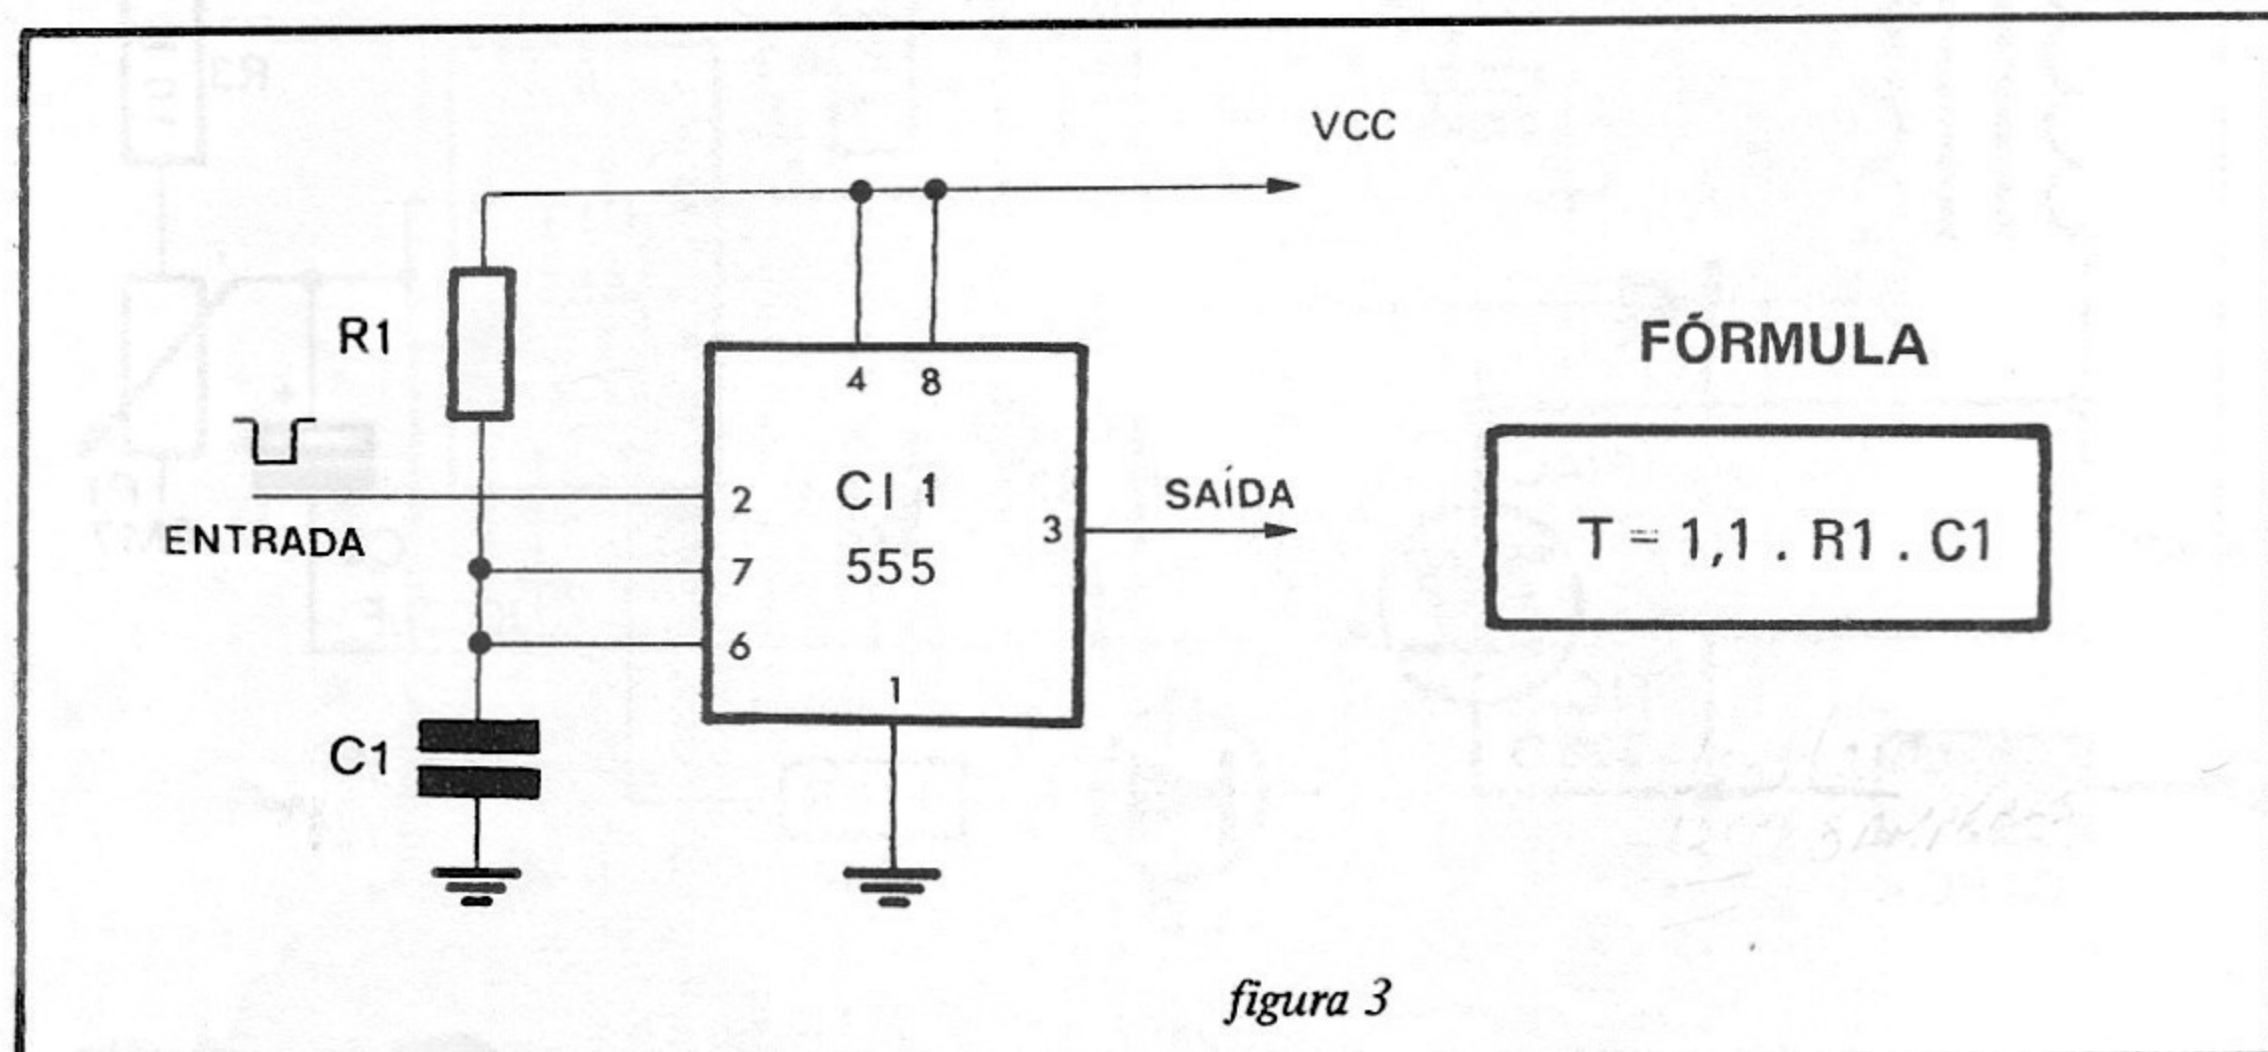 VCC
R1
FÓRMULA
4 8
2
CI 1
555
SAÍDA
3
ENTRADA
T = 1,1 . R1 . C1
7
6
1
C1
figura 3